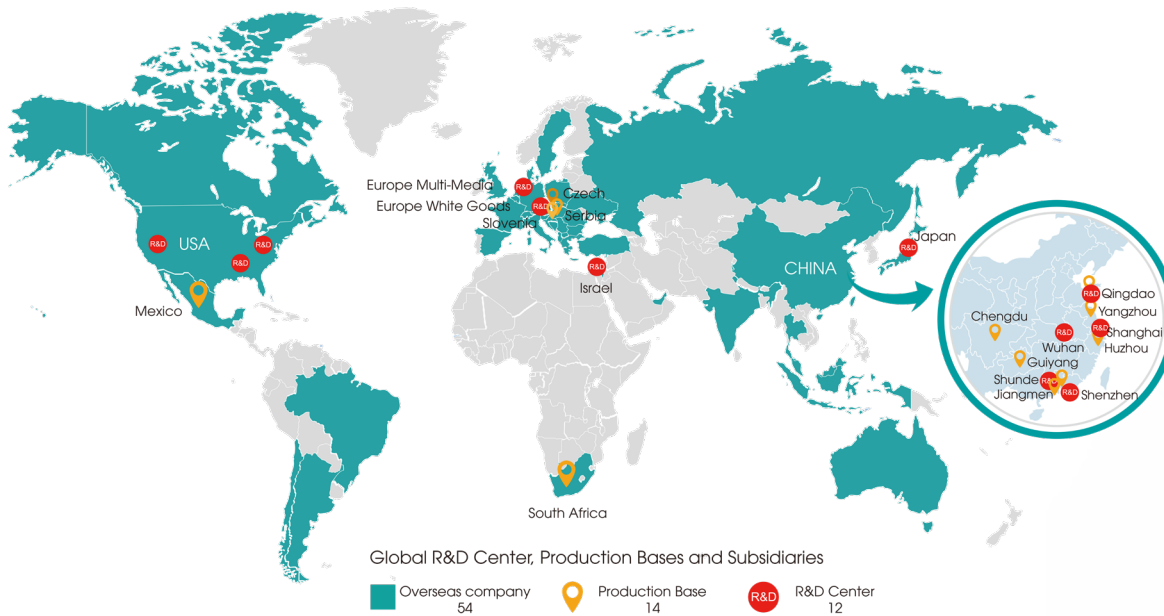 Europe Multi-Media
R&D
Czech
Europe White Goods
R&D
Serbia
Slovenia
R&D
USA
R&D
R&D
Mexico
R&D
Israel
R&D
Japan
CHINA
R&D
Qingdao
Yangzhou
Chengdu
R&D
Shanghai
R&D
Wuhan
Huzhou
Guiyang
Shunde
R&D
Jiangmen
R&D
Shenzhen
South Africa
Global R&D Center, Production Bases and Subsidiaries
Overseas company
54
Production Base
14
R&D
R&D Center
12